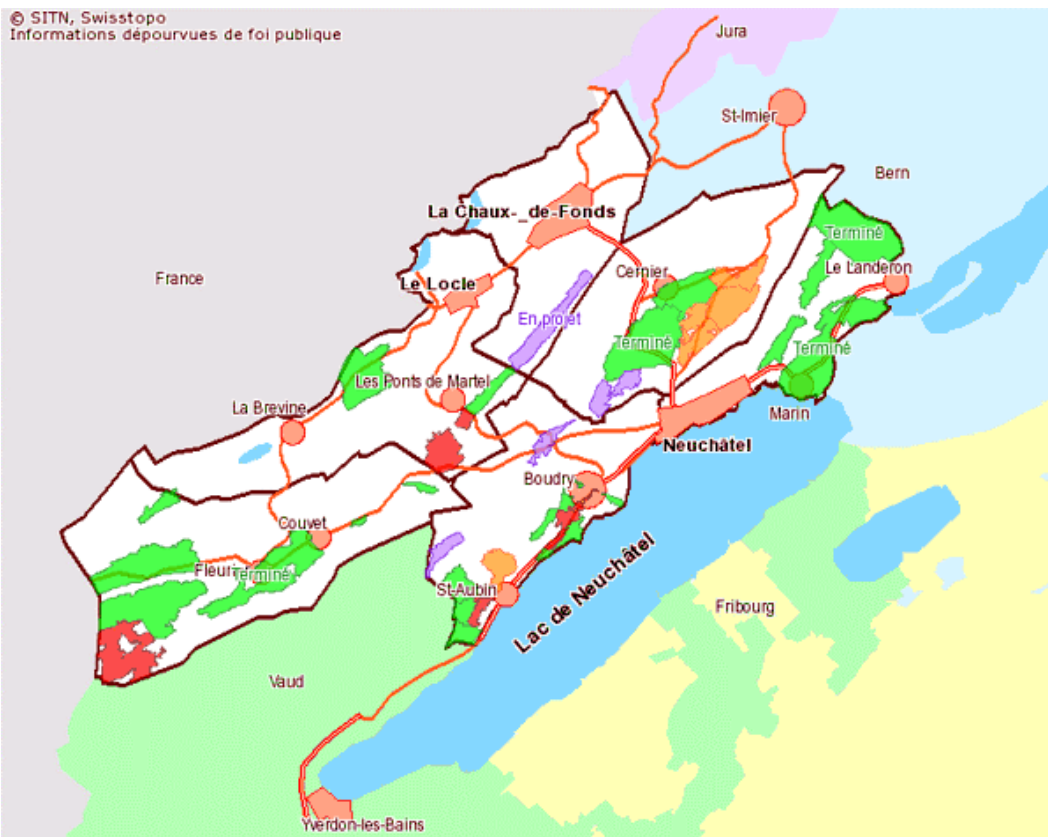 © SITN, Swisstopo
Informations dépourvues de foi publique
Jura
St-Imier
Bern
La Chaux-_de-Fonds
Terminé
France
Cernier
Le Landeron
Le Locle
En projet
Terminé
Terminé
Les Ponts de Martel
La Brevine
Marin
Neuchâtel
Boudry
Couvet
Fleuri
Terminé
St-Aubin
Lac de Neuchâtel
Fribourg
Vaud
Yverdon-les-Bains